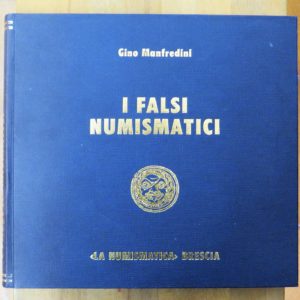 Gino Manfredini
I FALSI
NUMISMATICI
«LA NUMISMATICA» BRESCIA